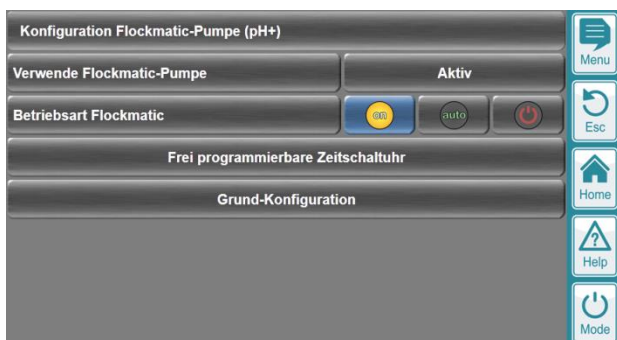 Konfiguration Flockmatic-Pumpe (pH+)
Menu
Verwende Flockmatic-Pumpe
Aktiv
Betriebsart Flockmatic
on
auto
Esc
Frei programmierbare Zeitschaltuhr
Grund-Konfiguration
Home
?
Help
Mode